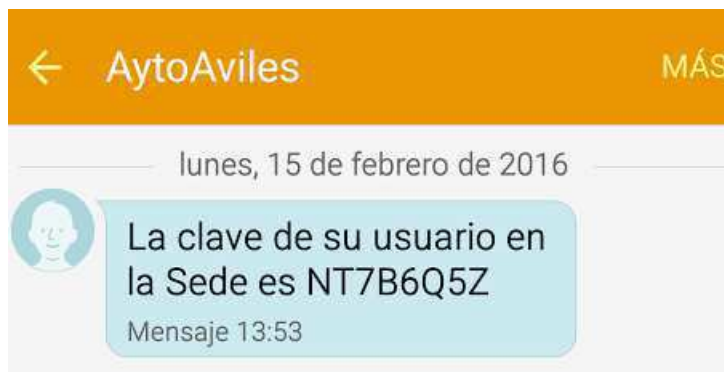 AytoAviles
MÁS
lunes, 15 de febrero de 2016
La clave de su usuario en
la Sede es NT7B6Q5Z
Mensaje 13:53